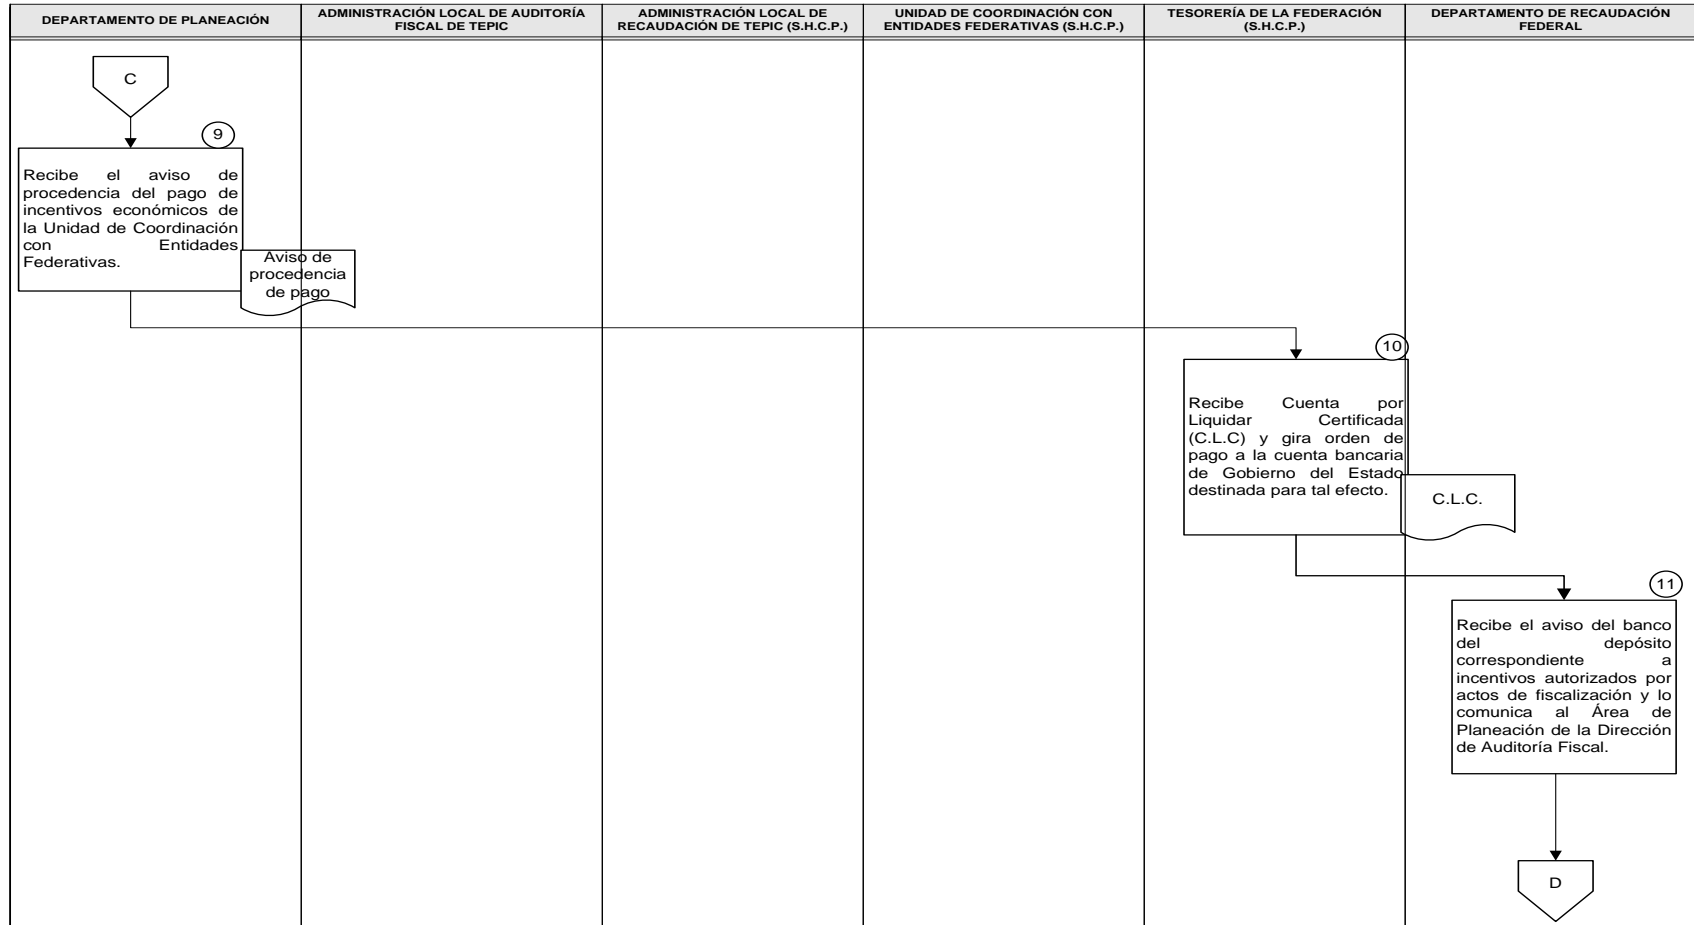 DEPARTAMENTO DE PLANEACIÓN
ADMINISTRACIÓN LOCAL DE AUDITORÍA
FISCAL DE TEPIC
ADMINISTRACIÓN LOCAL DE
RECAUDACIÓN DE TEPIC (S.H.C.P.)
UNIDAD DE COORDINACIÓN CON
ENTIDADES FEDERATIVAS (S.H.C.P.)
TESORERÍA DE LA FEDERACIÓN
(S.H.C.P.)
DEPARTAMENTO DE RECAUDACIÓN
FEDERAL
C
9
Recibe el aviso de
procedencia del pago de
incentivos económicos de
la Unidad de Coordinación
con Entidades
Federativas.
Aviso de
procedencia
de pago
10
Recibe Cuenta por
Liquidar Certificada
(C.L.C) y gira orden de
pago a la cuenta bancaria
de Gobierno del Estado
destinada para tal efecto.
C.L.C.
11
Recibe el aviso del banco
del depósito
correspondiente a
incentivos autorizados por
actos de fiscalización y lo
comunica al Área de
Planeación de la Dirección
de Auditoría Fiscal.
D